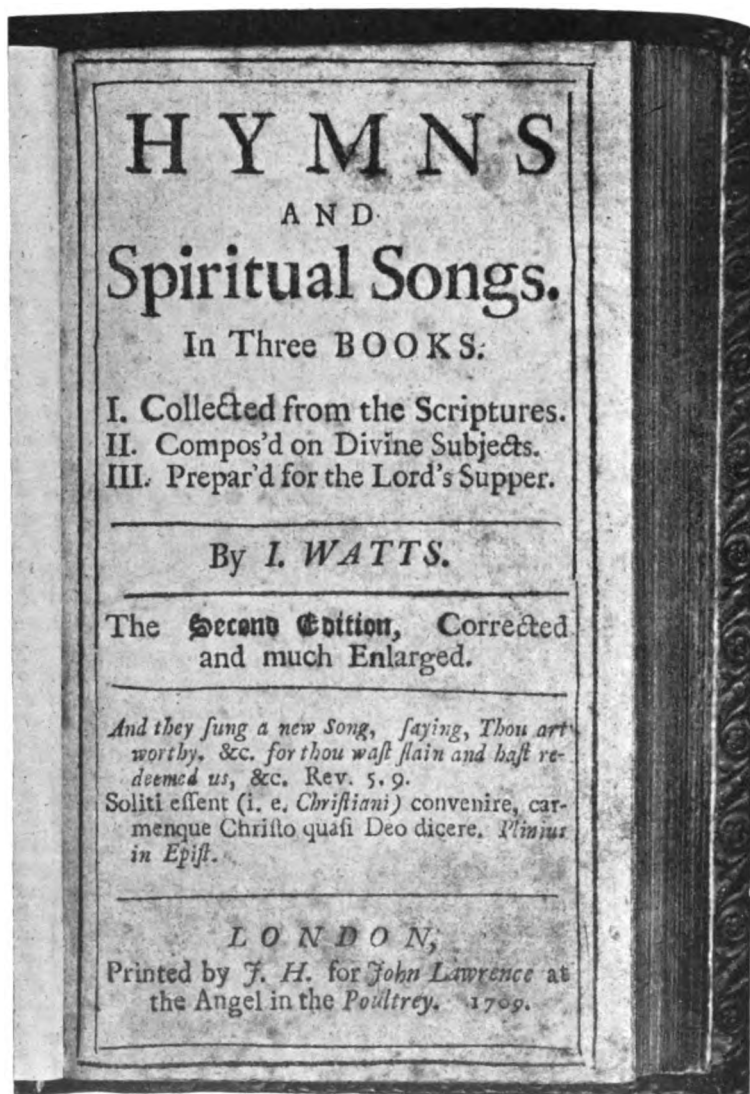 HYMNS
AND
Spiritual Songs.
In Three BOOKS.
I. Collected from the Scriptures.
II. Compos'd on Divine Subjects.
III. Prepar'd for the Lord's Supper.
By I. WATTS.
The Second Edition, Corrected
and much Enlarged.
And they ſung a new Song, ſaying, Thou art
worthy. &c. for thou waſt ſlain and haſt re-
deemed us, &c. Rev. 5. 9.
Soliti eſſent (i. e. Chriſtiani) convenire, car-
menque Chriſto quaſi Deo dicere. Plinius
in Epiſt.
LONDON,
Printed by J. H. for John Lawrence at
the Angel in the Poultrey. 1709.